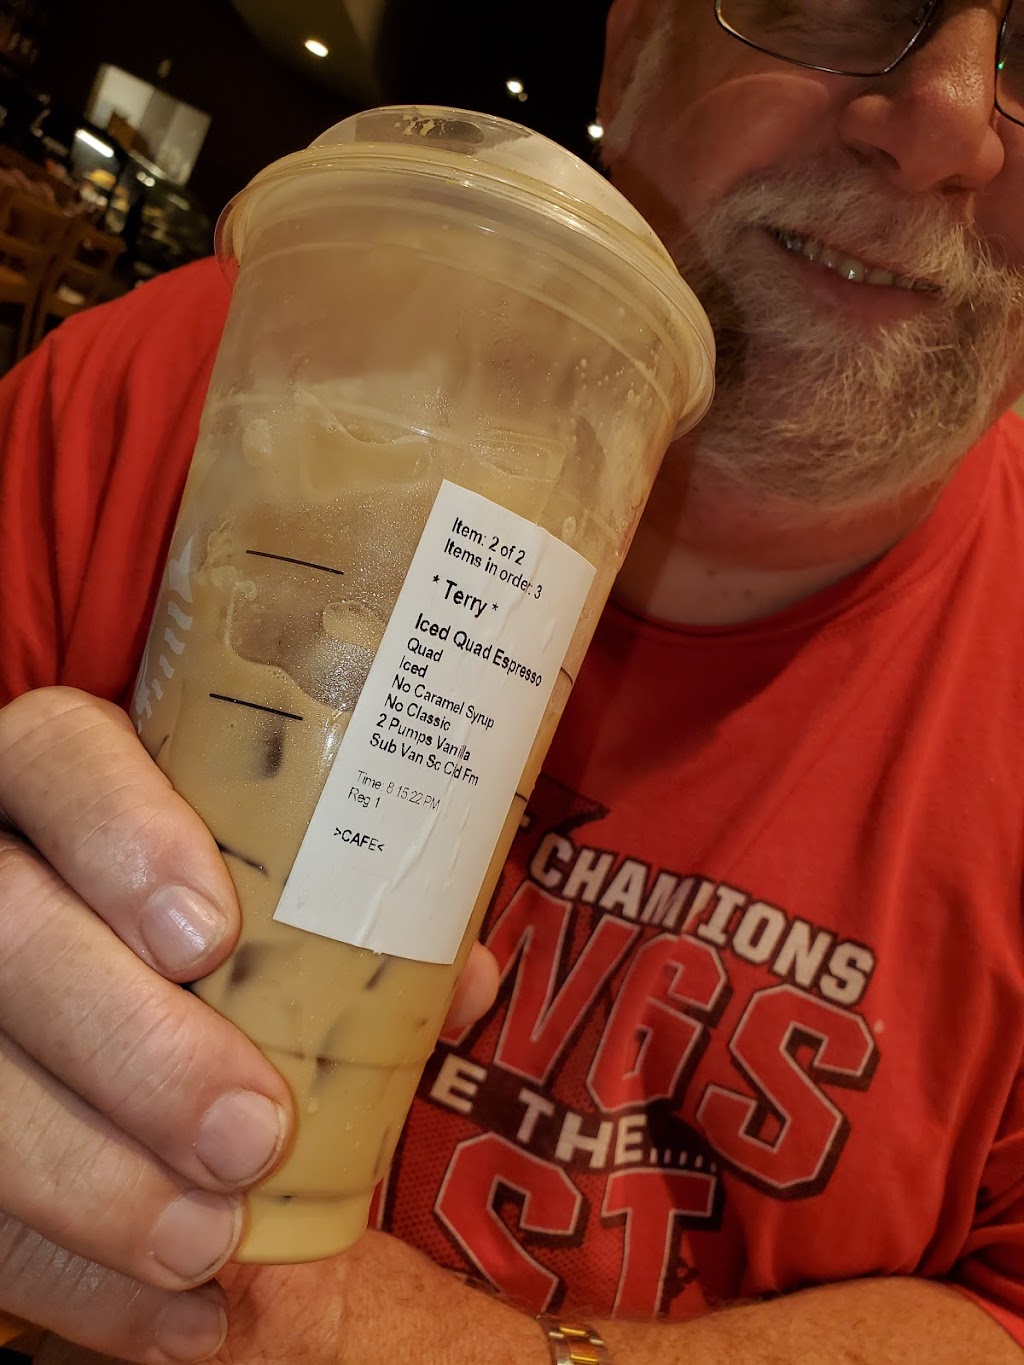 Item: 2 of 2
Items in order: 3
* Terry *
Iced Quad Espresso
Quad
Iced
No Caramel Syrup
No Classic
2 Pumps Vanilla
Sub Van Sc Cld Fm
Time: 8:15:22 PM
Reg 1
>CAFE<
CHAMPIONS
THE